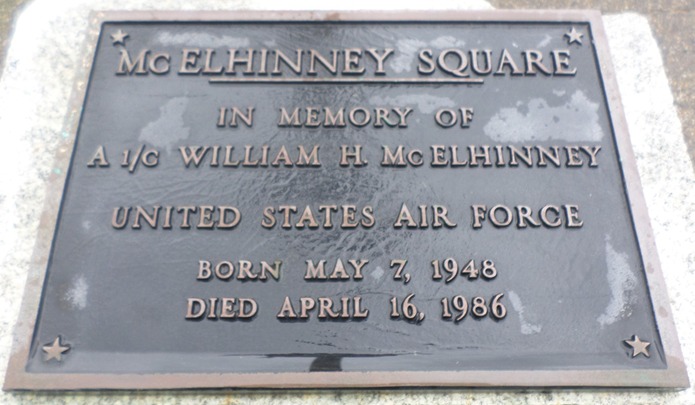 McELHINNEY SQUARE
IN MEMORY OF
A 1/C WILLIAM H. McELHINNEY
UNITED STATES AIR FORCE
BORN MAY 7, 1948
DIED APRIL 16, 1986